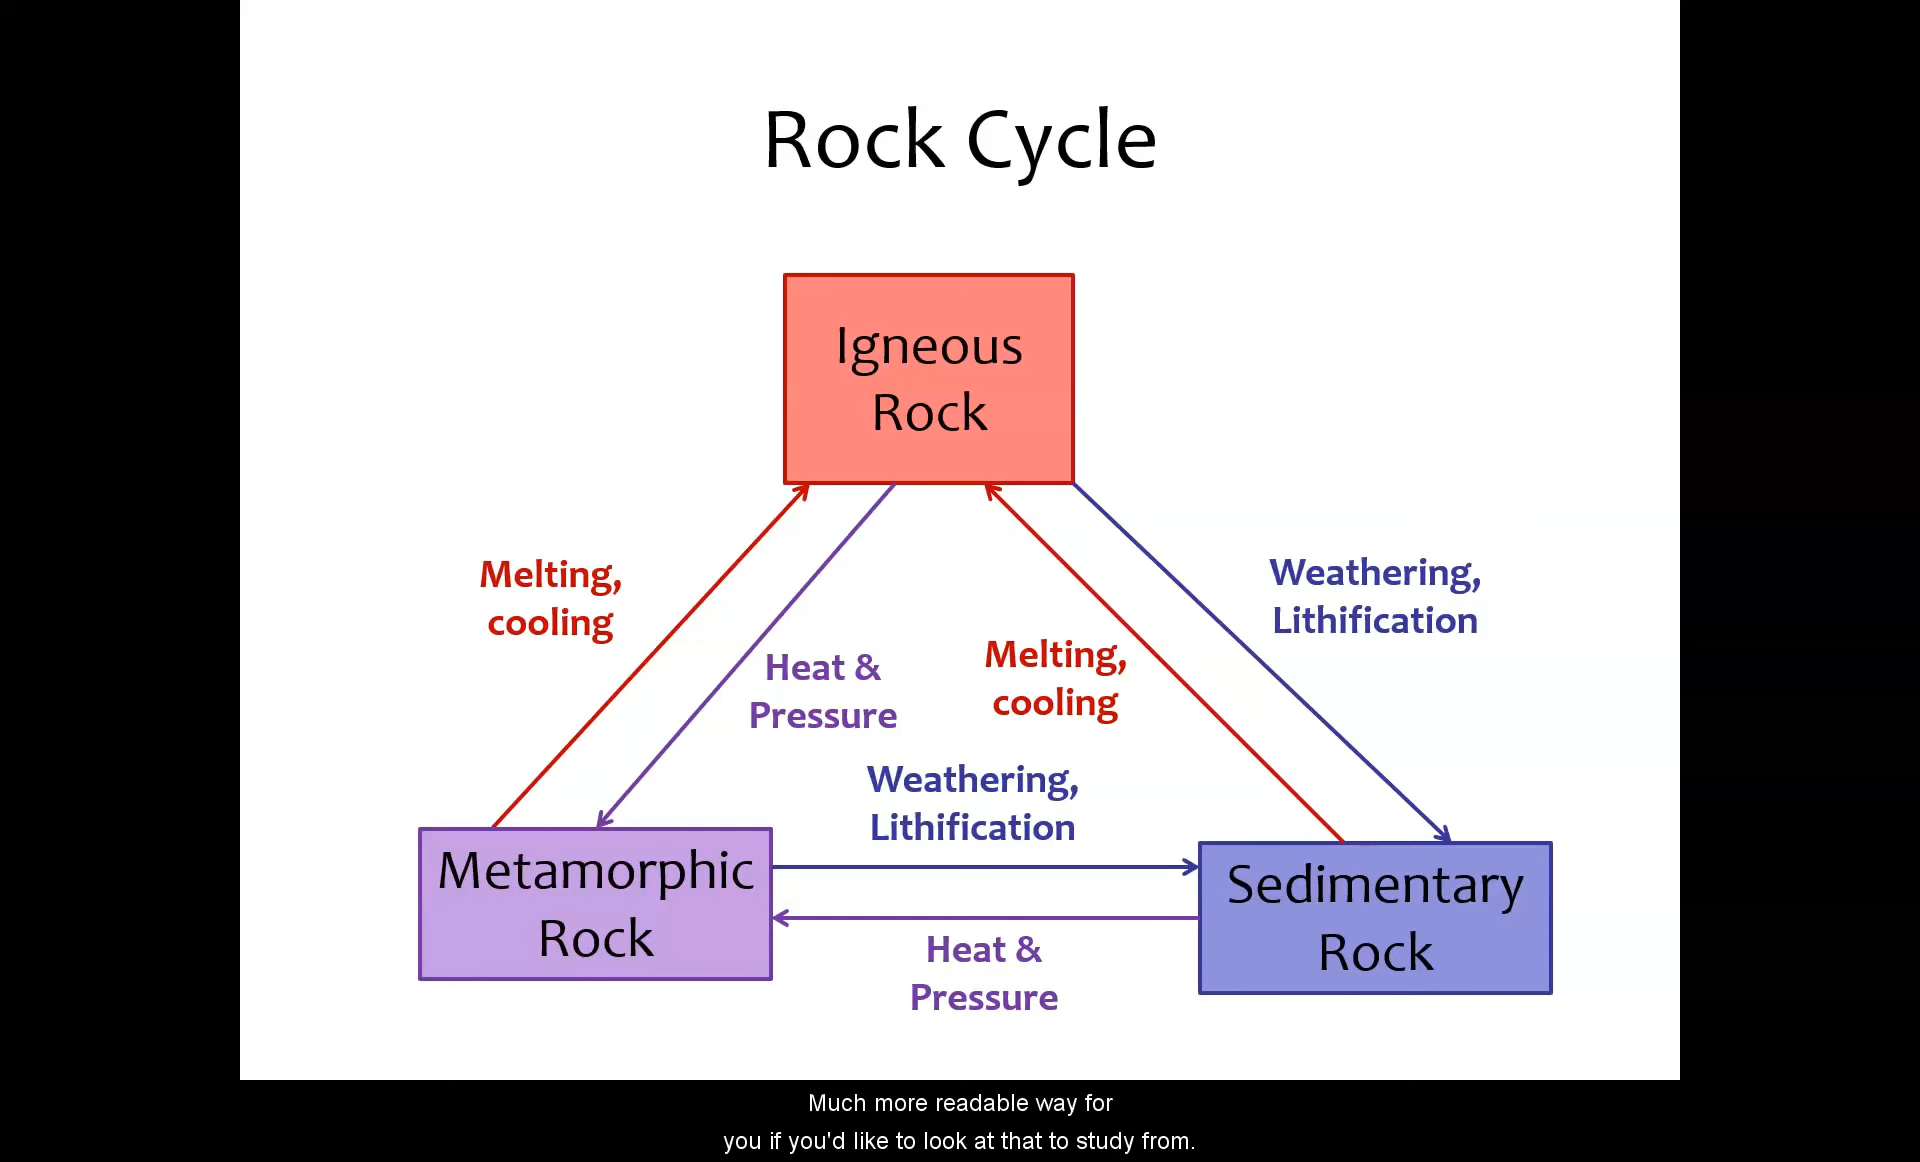 Rock Cycle
Igneous
Rock
Melting,
cooling
Heat &
Pressure
Melting,
cooling
Weathering,
Lithification
Weathering,
Lithification
Metamorphic
Rock
Sedimentary
Rock
Heat &
Pressure
Much more readable way for
you if you'd like to look at that to study from.